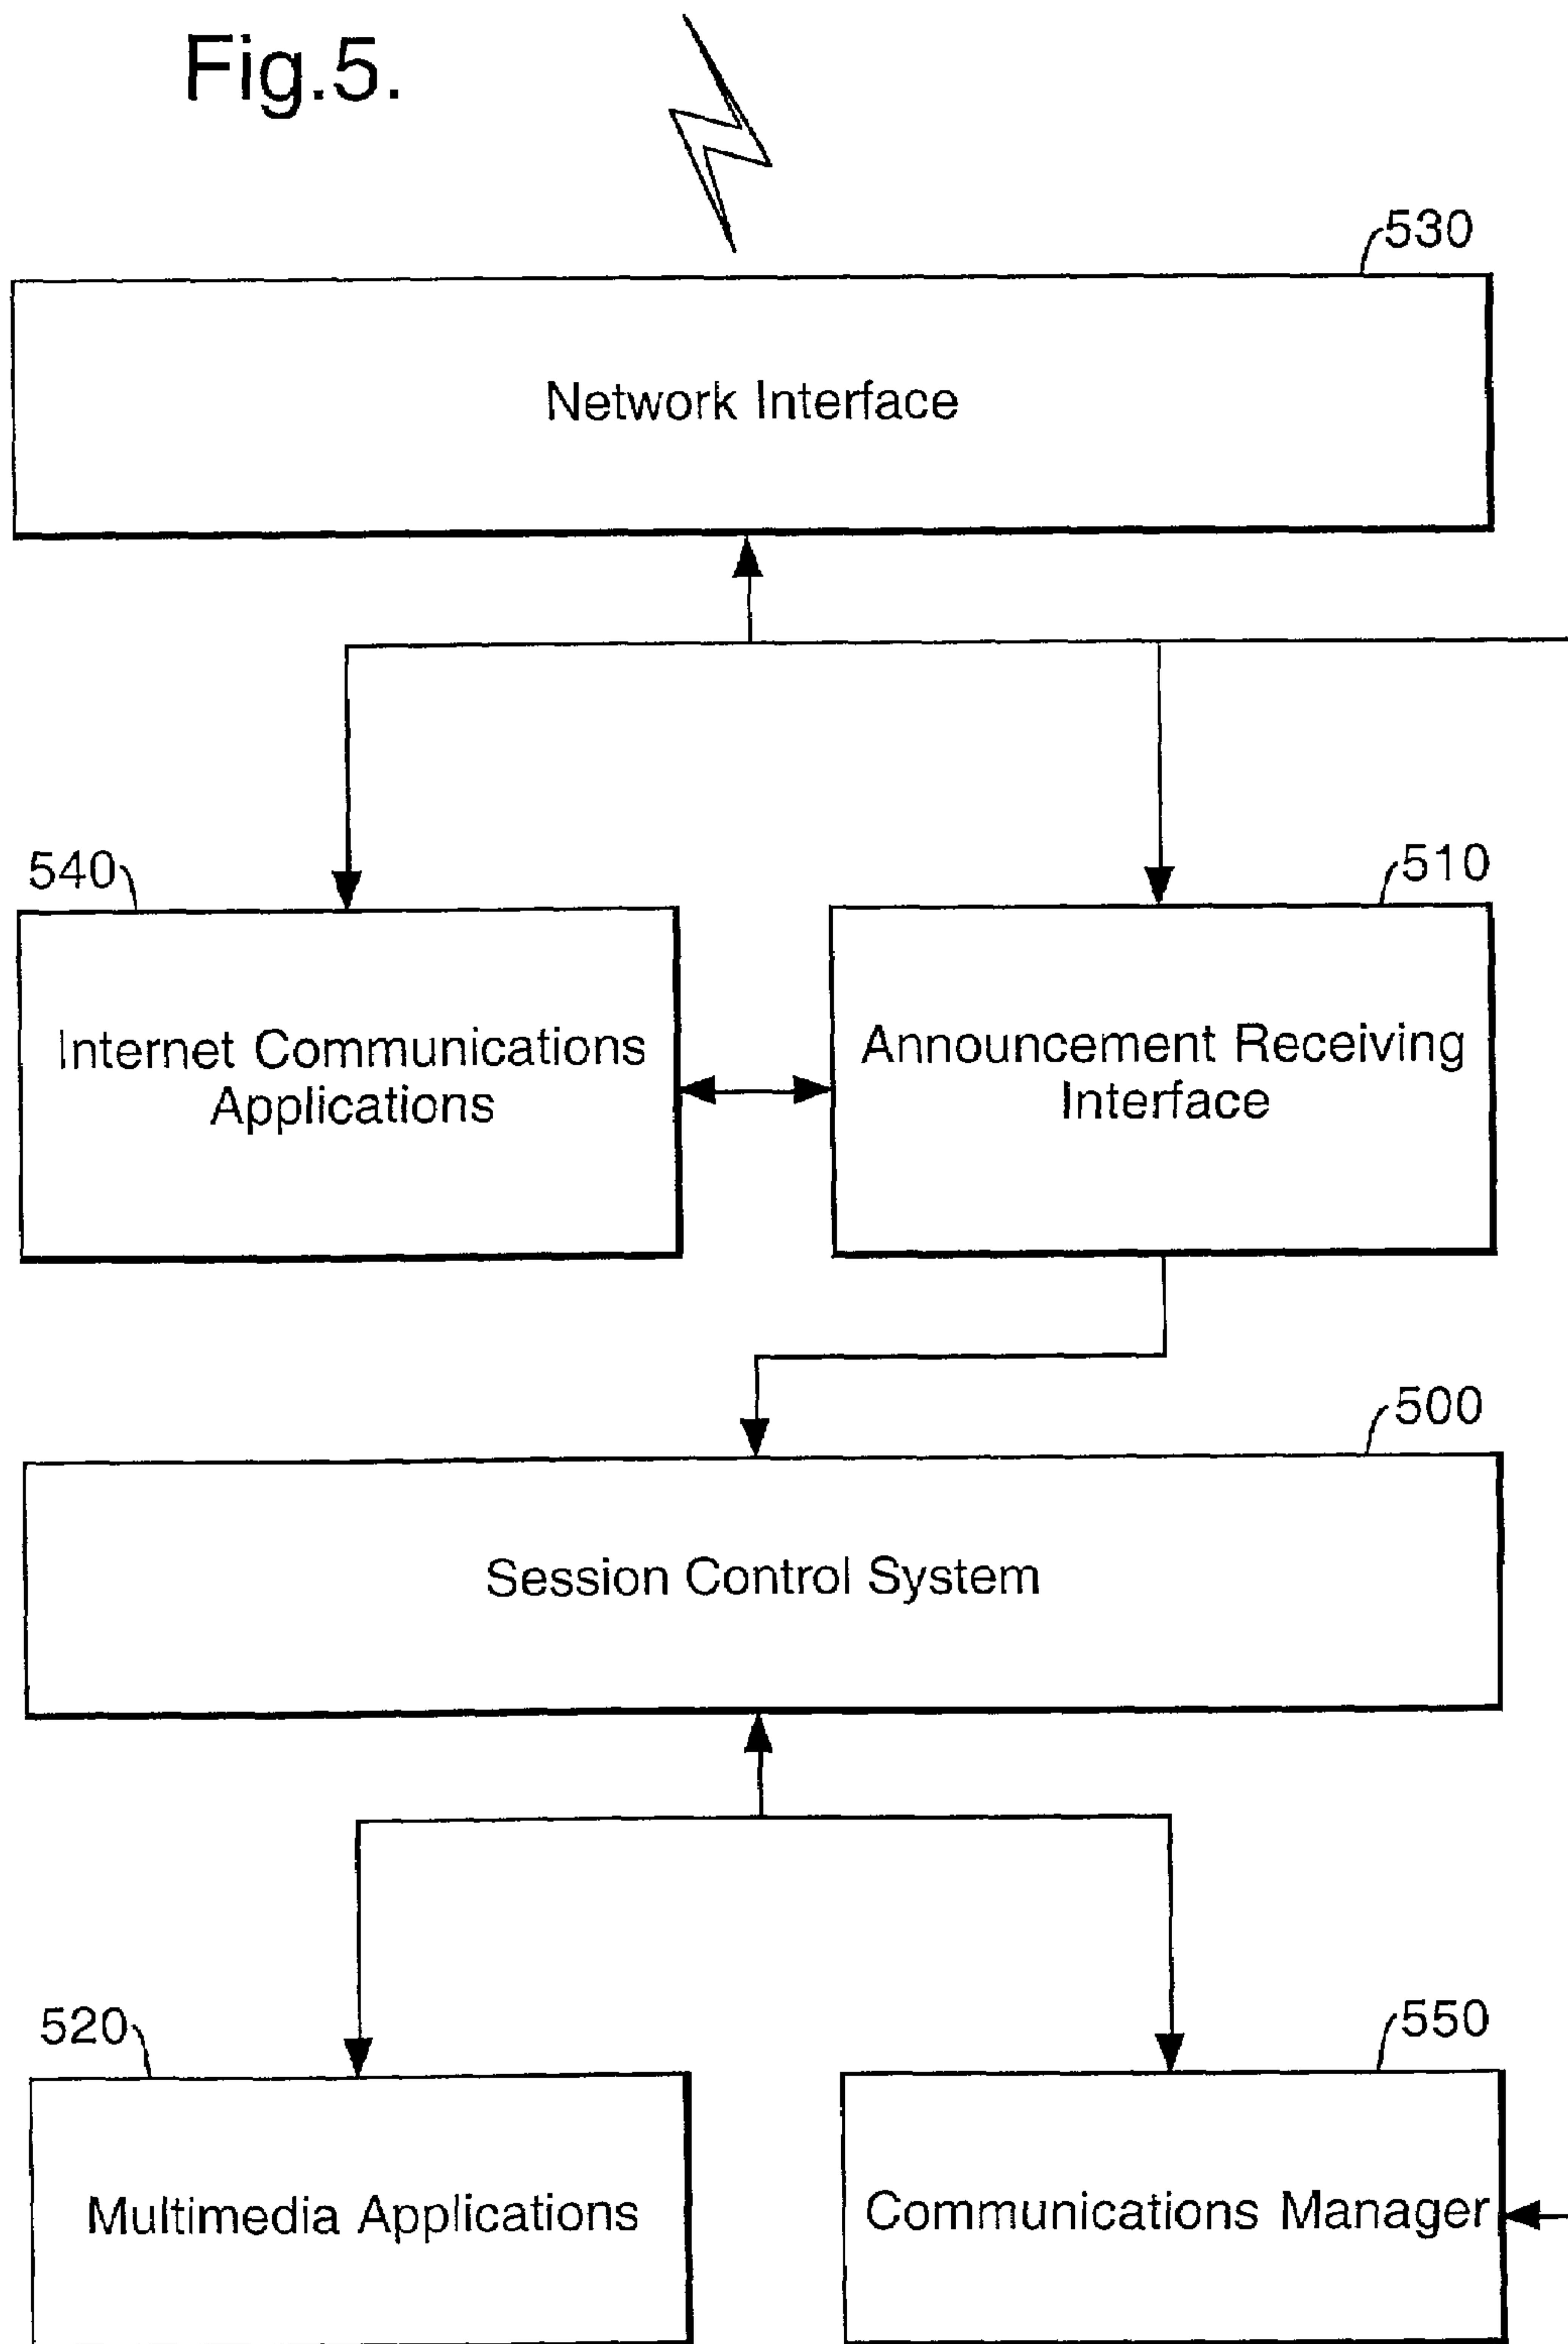 Fig.5.
530
Network Interface
540
510
Internet Communications
Applications
Announcement Receiving
Interface
500
Session Control System
520
550
Multimedia Applications
Communications Manager